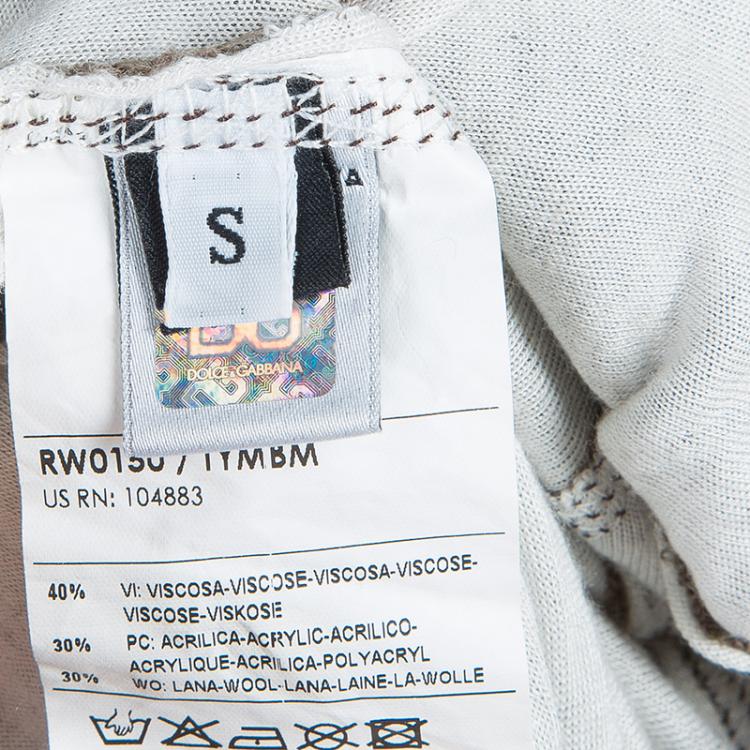 S
DOLCE & GABBANA
US RN: 104883
40% VI: VISCOSA-VISCOSE-VISCOSA-VISCOSE-
VISCOSE-VISKOSE
30% PC: ACRILICA-ACRYLIC-ACRILICO-
ACRYLIQUE-ACRILICA-POLYACRYL
30% WO: LANA-WOOL-LANA-LAINE-LA-WOLLE